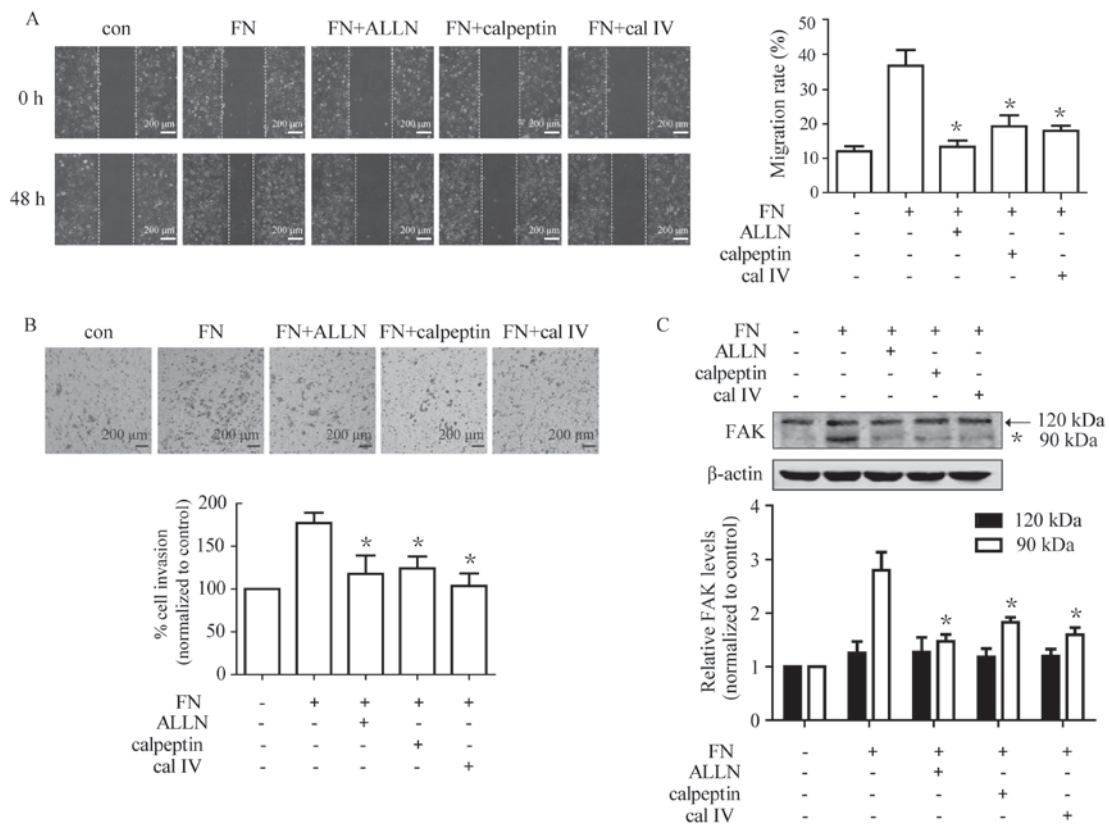 A
con FN FN+ALLN FN+calpeptin FN+cal IV
0 h
200 μm 200 μm 200 μm 200 μm 200 μm
48 h
200 μm 200 μm 200 μm 200 μm 200 μm
Migration rate (%)
50
40
30
20
10
0
* * *
FN - + + + +
ALLN - - + - -
calpeptin - - - + -
cal IV - - - - +
B
con FN FN+ALLN FN+calpeptin FN+cal IV
200 μm 200 μm 200 μm 200 μm 200 μm
% cell invasion
(normalized to control)
200
150
100
50
0
* * *
FN - + + + +
ALLN - - + - -
calpeptin - - - + -
cal IV - - - - +
C
FN - + + + +
ALLN - - + - -
calpeptin - - - + -
cal IV - - - - +
FAK ← 120 kDa
* 90 kDa
β-actin
Relative FAK levels
(normalized to control)
4
3
2
1
0
120 kDa
90 kDa
* * *
FN - + + + +
ALLN - - + - -
calpeptin - - - + -
cal IV - - - - +